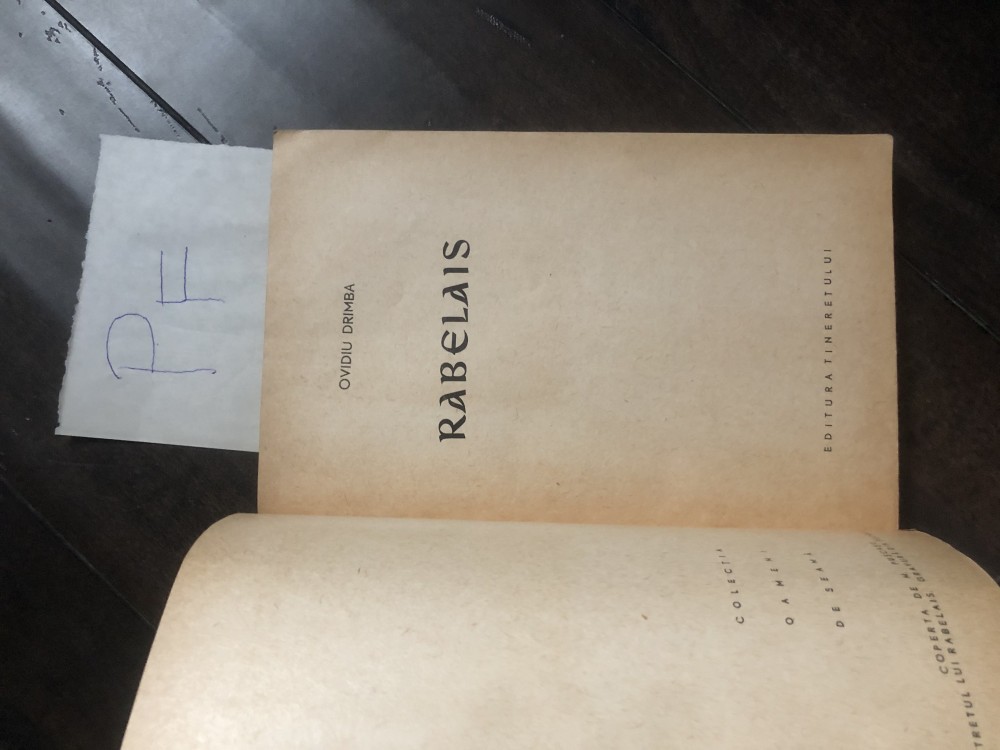 PF
OVIDIU DRIMBA
RABELAIS
EDITURA TINERETULUI
COLECȚIA
OAMENI
DE SEAMĂ
COPERTA DE
TRETUL LUI RABELAIS,